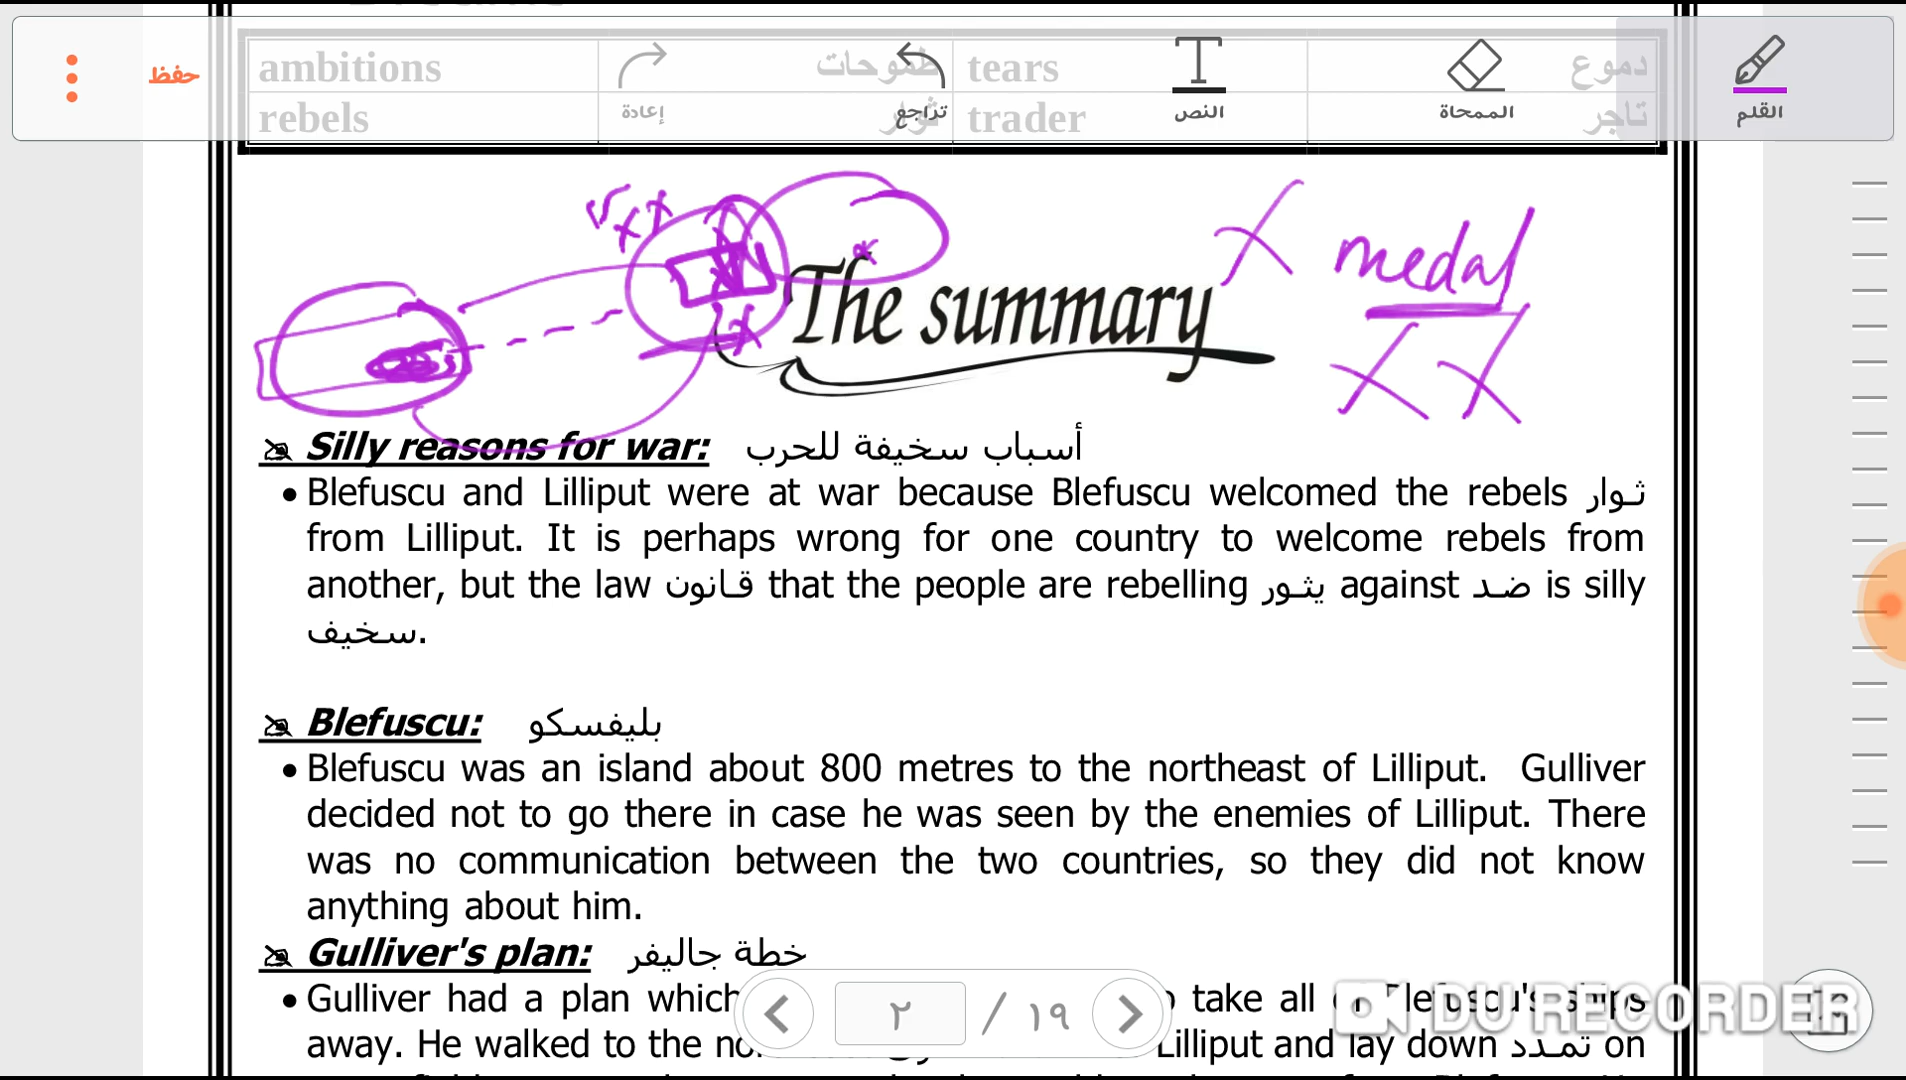 حفظ
ambitions طموحات tears دموع
إعادة تراجع النص الممحاة القلم
rebels ثوار trader تاجر
medal
The summary
Silly reasons for war: أسباب سخيفة للحرب
• Blefuscu and Lilliput were at war because Blefuscu welcomed the rebels ثوار
from Lilliput. It is perhaps wrong for one country to welcome rebels from
another, but the law قانون that the people are rebelling يثور against ضد is silly
سخيف.
Blefuscu: بليفسكو
• Blefuscu was an island about 800 metres to the northeast of Lilliput. Gulliver
decided not to go there in case he was seen by the enemies of Lilliput. There
was no communication between the two countries, so they did not know
anything about him.
Gulliver's plan: خطة جاليفر
• Gulliver had a plan which take all of Blefuscu's ships
٢ / ١٩
DU RECORDER
away. He walked to the Lilliput and lay down تمدد on